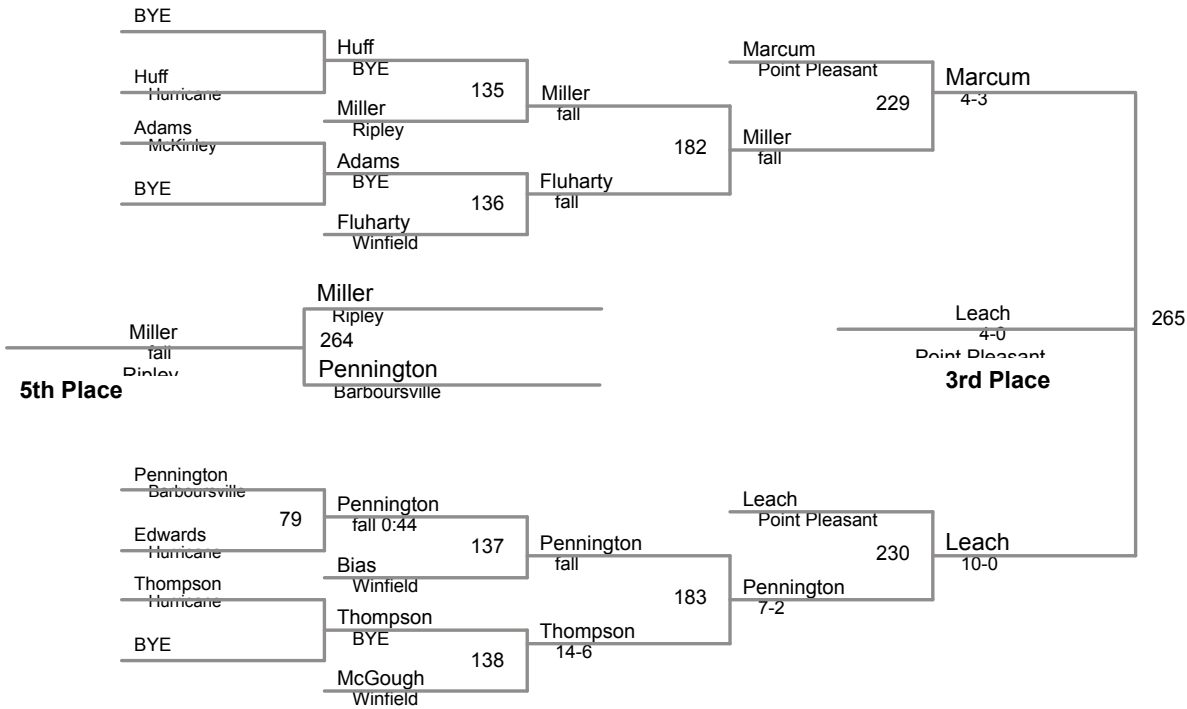 BYE
Huff
Hurricane
Adams
McKinley
BYE
Huff
BYE
135
Miller
Ripley
Adams
BYE
136
Fluharty
Winfield
Miller
fall
182
Fluharty
fall
Marcum
Point Pleasant
229
Miller
fall
Marcum
4-3
Miller
Ripley
264
Pennington
Barboursville
Miller
fall
Ripley
5th Place
Leach
4-0
Point Pleasant
3rd Place
265
Pennington
Barboursville
79
Edwards
Hurricane
Thompson
Hurricane
BYE
Pennington
fall 0:44
137
Bias
Winfield
Thompson
BYE
138
McGough
Winfield
Pennington
fall
183
Thompson
14-6
Leach
Point Pleasant
230
Pennington
7-2
Leach
10-0